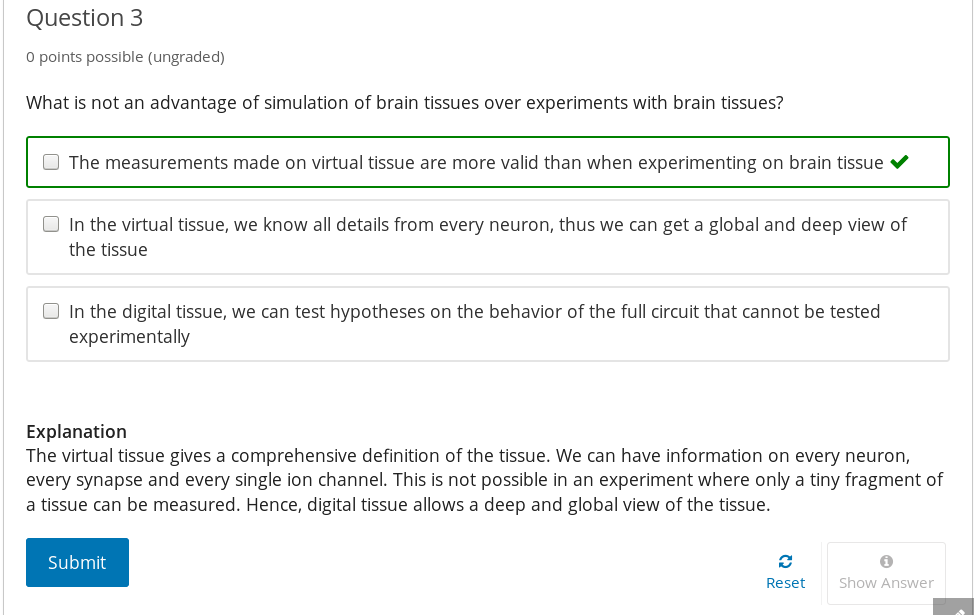 Question 3
0 points possible (ungraded)
What is not an advantage of simulation of brain tissues over experiments with brain tissues?
The measurements made on virtual tissue are more valid than when experimenting on brain tissue
In the virtual tissue, we know all details from every neuron, thus we can get a global and deep view of
the tissue
In the digital tissue, we can test hypotheses on the behavior of the full circuit that cannot be tested
experimentally
Explanation
The virtual tissue gives a comprehensive definition of the tissue. We can have information on every neuron,
every synapse and every single ion channel. This is not possible in an experiment where only a tiny fragment of
a tissue can be measured. Hence, digital tissue allows a deep and global view of the tissue.
Submit
Reset
Show Answer